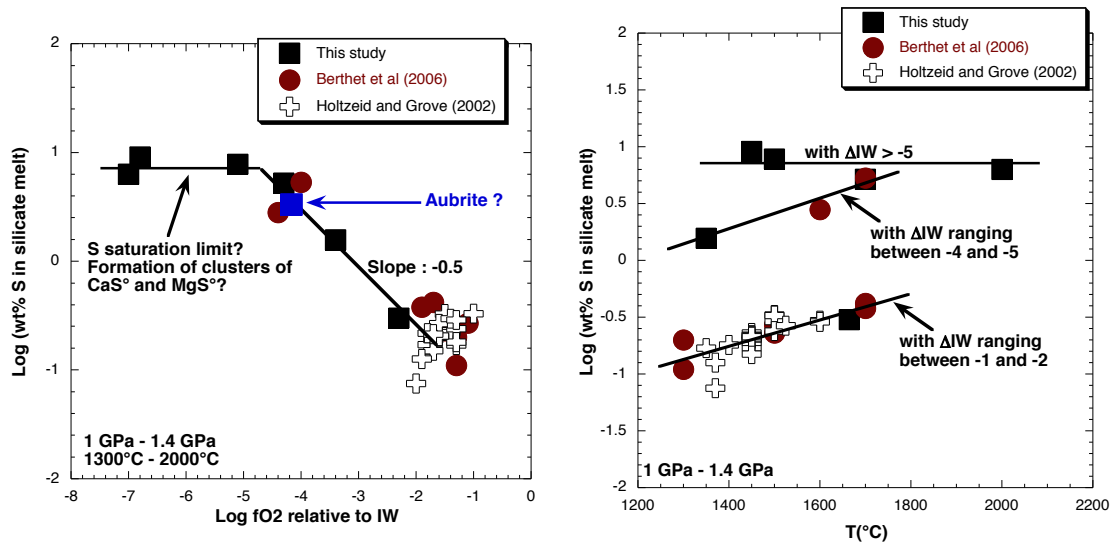 This study
Berthet et al (2006)
Holtzeid and Grove (2002)
2
1
0
-1
-2
Log (wt% S in silicate melt)
Aubrite ?
S saturation limit?
Formation of clusters of
CaS° and MgS°?
Slope : -0.5
1 GPa - 1.4 GPa
1300°C - 2000°C
-8 -7 -6 -5 -4 -3 -2 -1 0
Log fO2 relative to IW
This study
Berthet et al (2006)
Holtzeid and Grove (2002)
2
1.5
1
0.5
0
-0.5
-1
-1.5
-2
Log (wt% S in silicate melt)
with ΔIW > -5
with ΔIW ranging
between -4 and -5
with ΔIW ranging
between -1 and -2
1 GPa - 1.4 GPa
1200 1400 1600 1800 2000
T(°C)